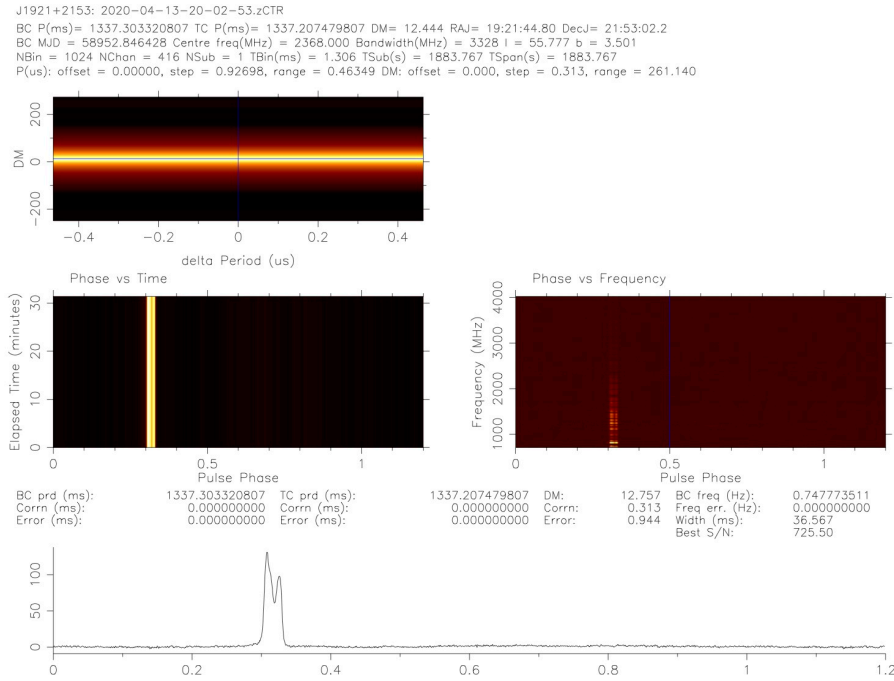 J1921+2153: 2020-04-13-20-02-53.zCTR
BC P(ms)= 1337.303320807 TC P(ms)= 1337.207479807 DM= 12.444 RAJ= 19:21:44.80 DecJ= 21:53:02.2
BC MJD = 58952.846428 Centre freq(MHz) = 2368.000 Bandwidth(MHz) = 3328 l = 55.777 b = 3.501
NBin = 1024 NChan = 416 NSub = 1 TBin(ms) = 1.306 TSub(s) = 1883.767 TSpan(s) = 1883.767
P(us): offset = 0.00000, step = 0.92698, range = 0.46349 DM: offset = 0.000, step = 0.313, range = 261.140
200
DM
0
−200
−0.4 −0.2 0 0.2 0.4
delta Period (us)
Phase vs Time
30
20
10
0
Elapsed Time (minutes)
0 0.5 1
Pulse Phase
Phase vs Frequency
4000
3000
2000
1000
Frequency (MHz)
0 0.5 1
Pulse Phase
BC prd (ms): 1337.303320807 TC prd (ms): 1337.207479807 DM: 12.757 BC freq (Hz): 0.747773511
Corrn (ms): 0.000000000 Corrn (ms): 0.000000000 Corrn: 0.313 Freq err. (Hz): 0.000000000
Error (ms): 0.000000000 Error (ms): 0.000000000 Error: 0.944 Width (ms): 36.567
Best S/N: 725.50
100
50
0
0 0.2 0.4 0.6 0.8 1 1.2